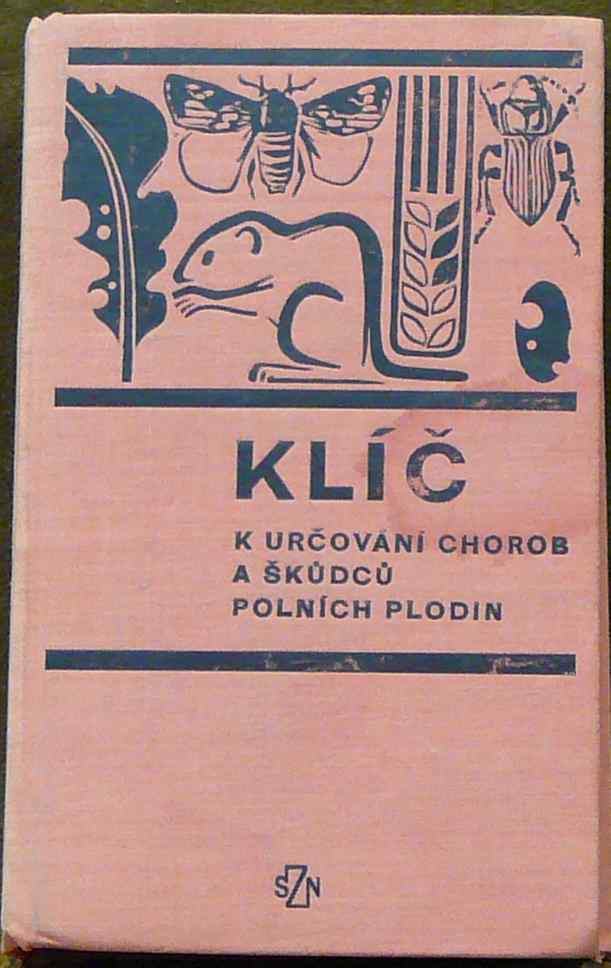 KLÍČ
K URČOVÁNÍ CHOROB
A ŠKŮDCŮ
POLNÍCH PLODIN
SZN